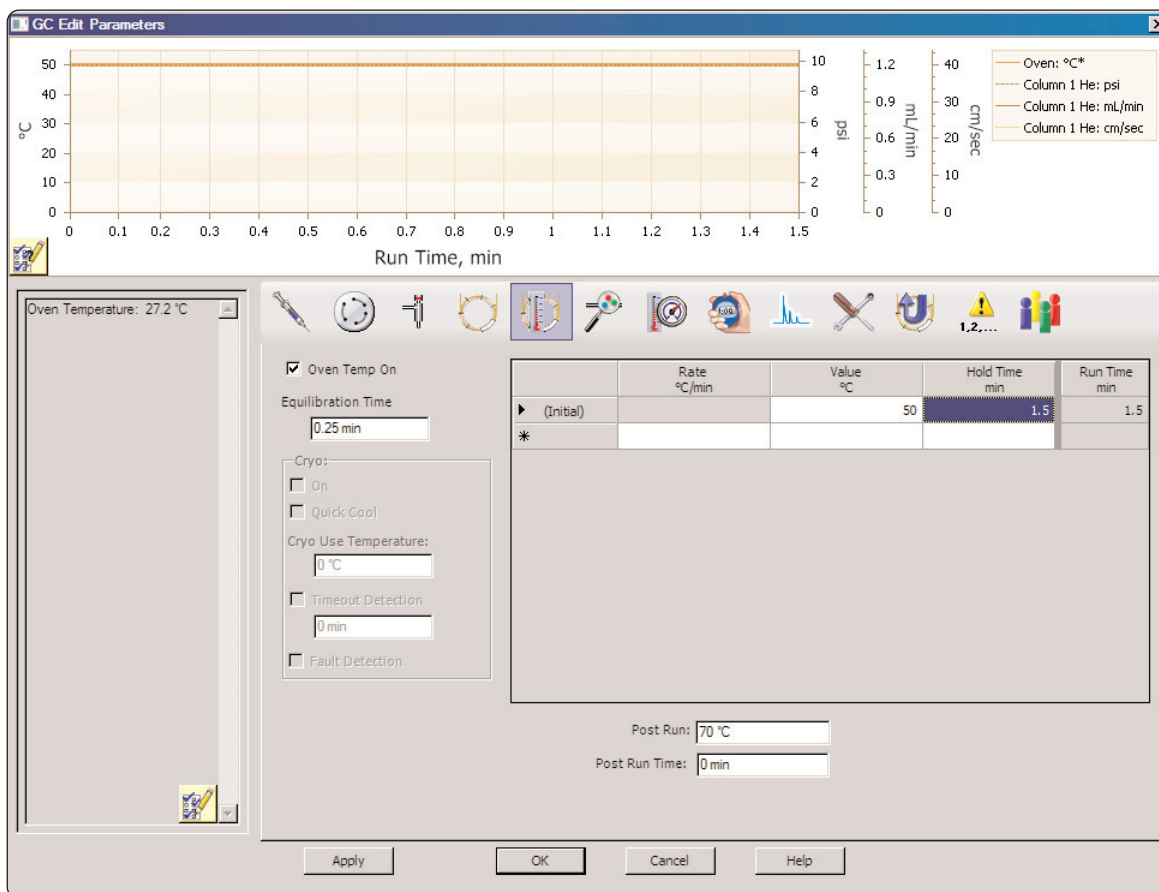 GC Edit Parameters
50
40
30
20
10
0
°C
0 0.1 0.2 0.3 0.4 0.5 0.6 0.7 0.8 0.9 1 1.1 1.2 1.3 1.4 1.5
Run Time, min
10
8
6
4
2
0
psi
1.2
0.9
0.6
0.3
0
mL/min
40
30
20
10
0
cm/sec
Oven: °C*
Column 1 He: psi
Column 1 He: mL/min
Column 1 He: cm/sec
Oven Temperature: 27.2 °C
1:00
1,2,...
Oven Temp On
Equilibration Time
0.25 min
Cryo:
On
Quick Cool
Cryo Use Temperature:
0 °C
Timeout Detection
0 min
Fault Detection
Rate °C/min Value °C Hold Time min Run Time min
(Initial) 50 1.5 1.5
*
Post Run: 70 °C
Post Run Time: 0 min
Apply OK Cancel Help